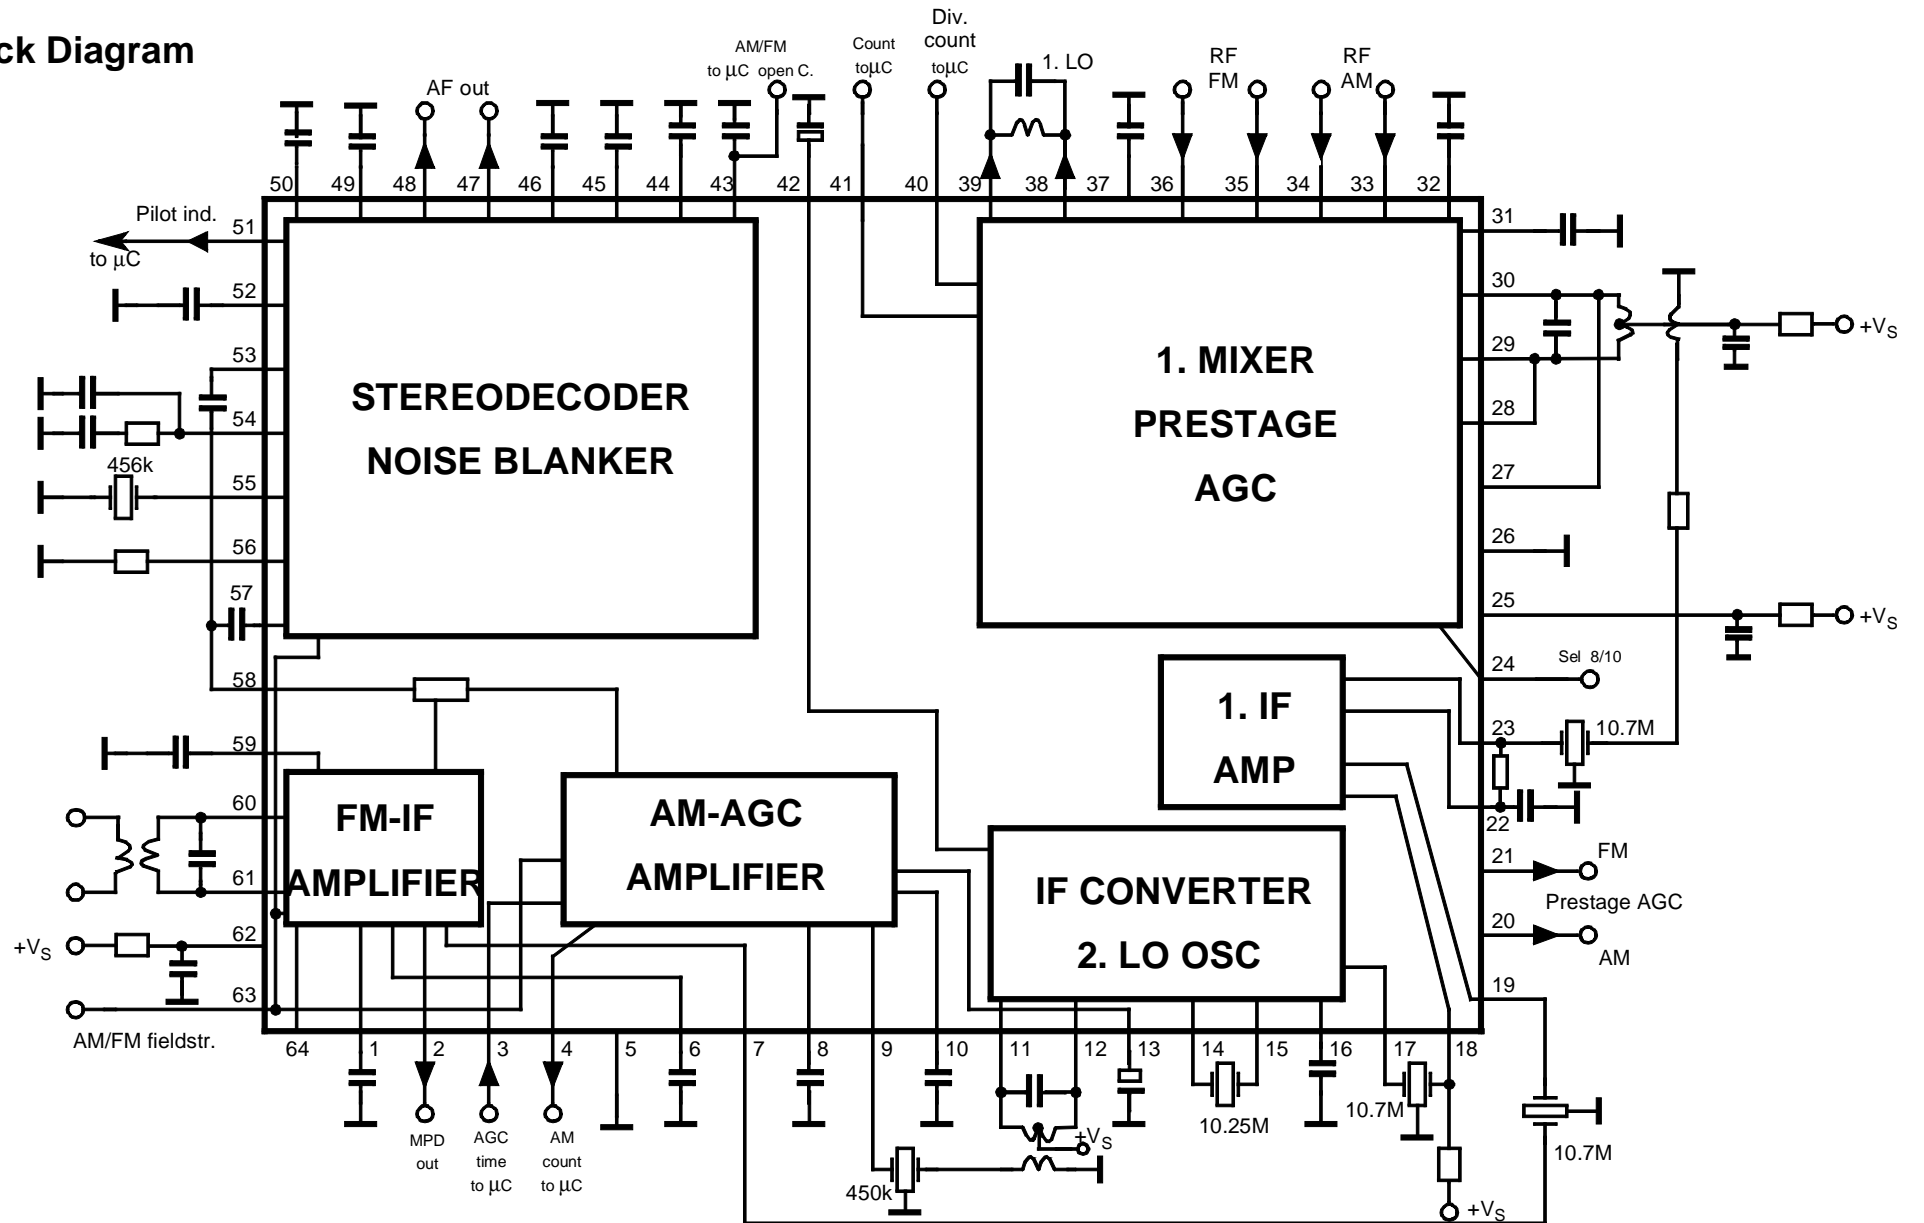 ck Diagram
AF out
AM/FM
to μC open C.
Count
toμC
Div.
count
toμC
1. LO
RF
FM
RF
AM
50 49 48 47 46 45 44 43 42 41 40 39 38 37 36 35 34 33 32
Pilot ind.
to μC
51
52
53
54
456k
55
56
57
58
59
60
61
62
63
+VS
AM/FM fieldstr.
STEREODECODER
NOISE BLANKER
1. MIXER
PRESTAGE
AGC
1. IF
AMP
FM-IF
AMPLIFIER
AM-AGC
AMPLIFIER
IF CONVERTER
2. LO OSC
31
30
+VS
29
28
27
26
25
+VS
24
Sel 8/10
23
10.7M
22
21
FM
Prestage AGC
20
AM
19
64 1 2 3 4 5 6 7 8 9 10 11 12 13 14 15 16 17 18
MPD
out
AGC
time
to μC
AM
count
to μC
450k
+VS
10.25M
10.7M
10.7M
+VS